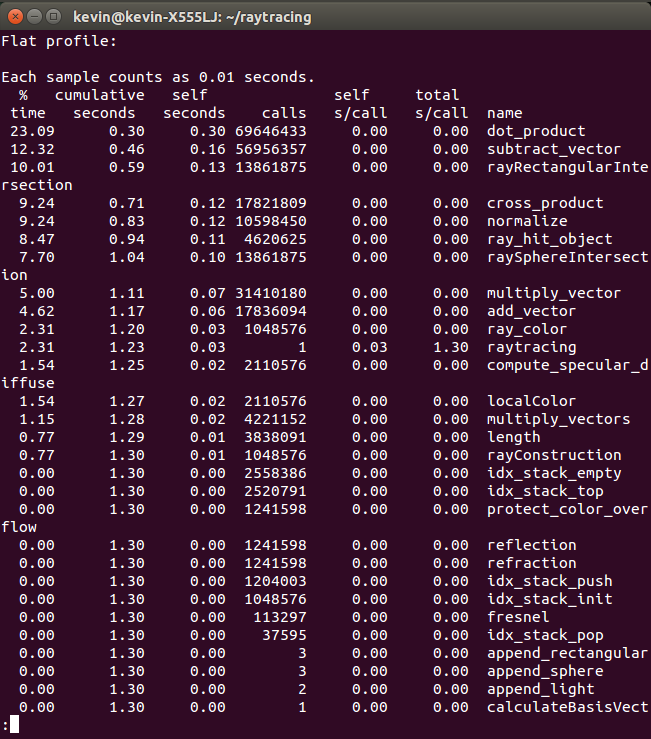 kevin@kevin-X555LJ: ~/raytracing
Flat profile:
Each sample counts as 0.01 seconds.
  %   cumulative   self              self     total
 time   seconds   seconds    calls   s/call   s/call  name
 23.09      0.30     0.30 69646433     0.00     0.00  dot_product
 12.32      0.46     0.16 56956357     0.00     0.00  subtract_vector
 10.01      0.59     0.13 13861875     0.00     0.00  rayRectangularInte
rsection
  9.24      0.71     0.12 17821809     0.00     0.00  cross_product
  9.24      0.83     0.12 10598450     0.00     0.00  normalize
  8.47      0.94     0.11  4620625     0.00     0.00  ray_hit_object
  7.70      1.04     0.10 13861875     0.00     0.00  raySphereIntersect
ion
  5.00      1.11     0.07 31410180     0.00     0.00  multiply_vector
  4.62      1.17     0.06 17836094     0.00     0.00  add_vector
  2.31      1.20     0.03  1048576     0.00     0.00  ray_color
  2.31      1.23     0.03        1     0.03     1.30  raytracing
  1.54      1.25     0.02  2110576     0.00     0.00  compute_specular_d
iffuse
  1.54      1.27     0.02  2110576     0.00     0.00  localColor
  1.15      1.28     0.02  4221152     0.00     0.00  multiply_vectors
  0.77      1.29     0.01  3838091     0.00     0.00  length
  0.77      1.30     0.01  1048576     0.00     0.00  rayConstruction
  0.00      1.30     0.00  2558386     0.00     0.00  idx_stack_empty
  0.00      1.30     0.00  2520791     0.00     0.00  idx_stack_top
  0.00      1.30     0.00  1241598     0.00     0.00  protect_color_over
flow
  0.00      1.30     0.00  1241598     0.00     0.00  reflection
  0.00      1.30     0.00  1241598     0.00     0.00  refraction
  0.00      1.30     0.00  1204003     0.00     0.00  idx_stack_push
  0.00      1.30     0.00  1048576     0.00     0.00  idx_stack_init
  0.00      1.30     0.00   113297     0.00     0.00  fresnel
  0.00      1.30     0.00    37595     0.00     0.00  idx_stack_pop
  0.00      1.30     0.00        3     0.00     0.00  append_rectangular
  0.00      1.30     0.00        3     0.00     0.00  append_sphere
  0.00      1.30     0.00        2     0.00     0.00  append_light
  0.00      1.30     0.00        1     0.00     0.00  calculateBasisVect
: